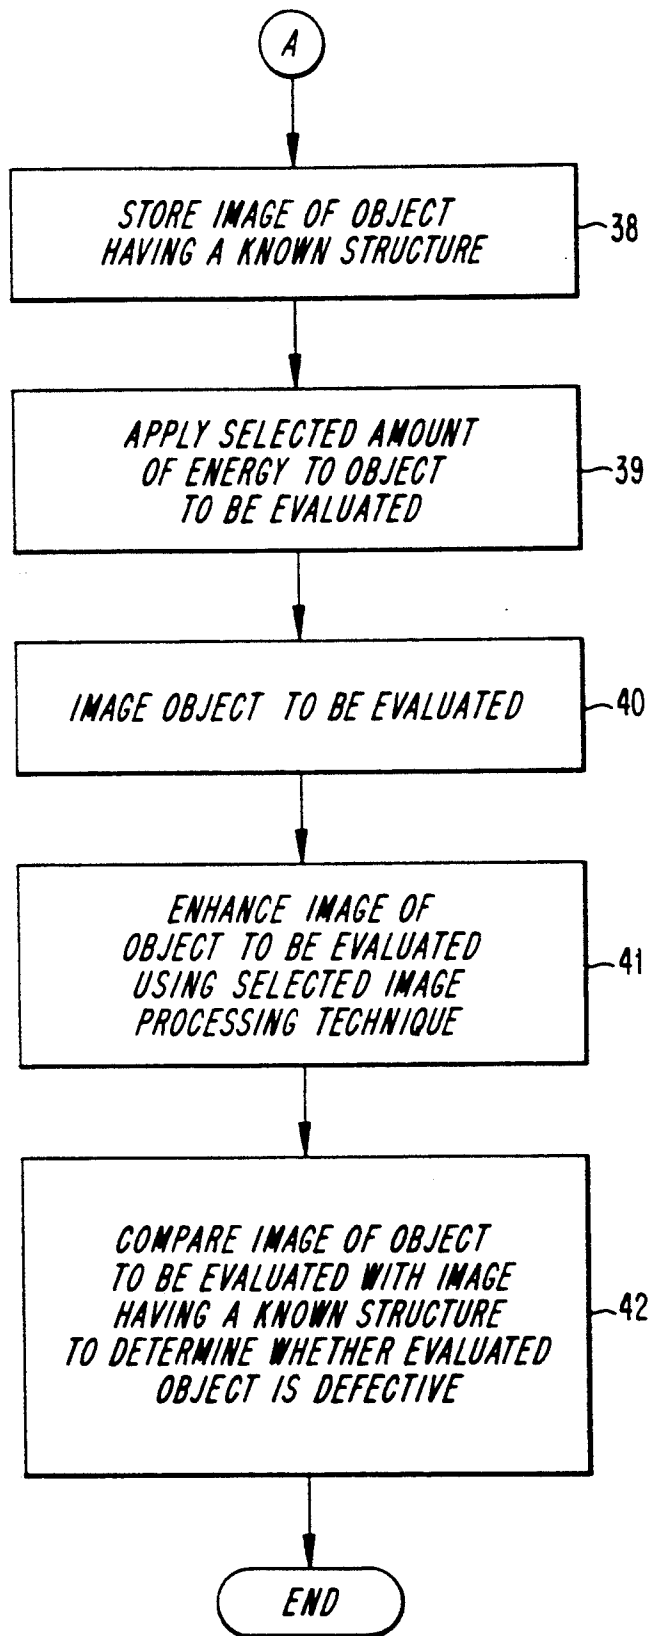 A
STORE IMAGE OF OBJECT
HAVING A KNOWN STRUCTURE
38
APPLY SELECTED AMOUNT
OF ENERGY TO OBJECT
TO BE EVALUATED
39
IMAGE OBJECT TO BE EVALUATED
40
ENHANCE IMAGE OF
OBJECT TO BE EVALUATED
USING SELECTED IMAGE
PROCESSING TECHNIQUE
41
COMPARE IMAGE OF OBJECT
TO BE EVALUATED WITH IMAGE
HAVING A KNOWN STRUCTURE
TO DETERMINE WHETHER EVALUATED
OBJECT IS DEFECTIVE
42
END